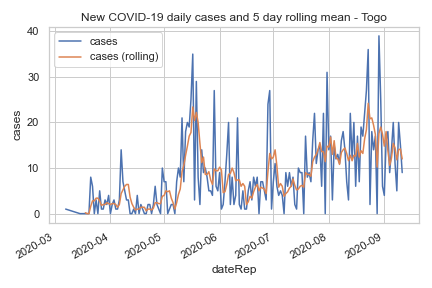 New COVID-19 daily cases and 5 day rolling mean - Togo
cases
cases (rolling)
40
30
20
10
0
cases
2020-03
2020-04
2020-05
2020-06
2020-07
2020-08
2020-09
dateRep